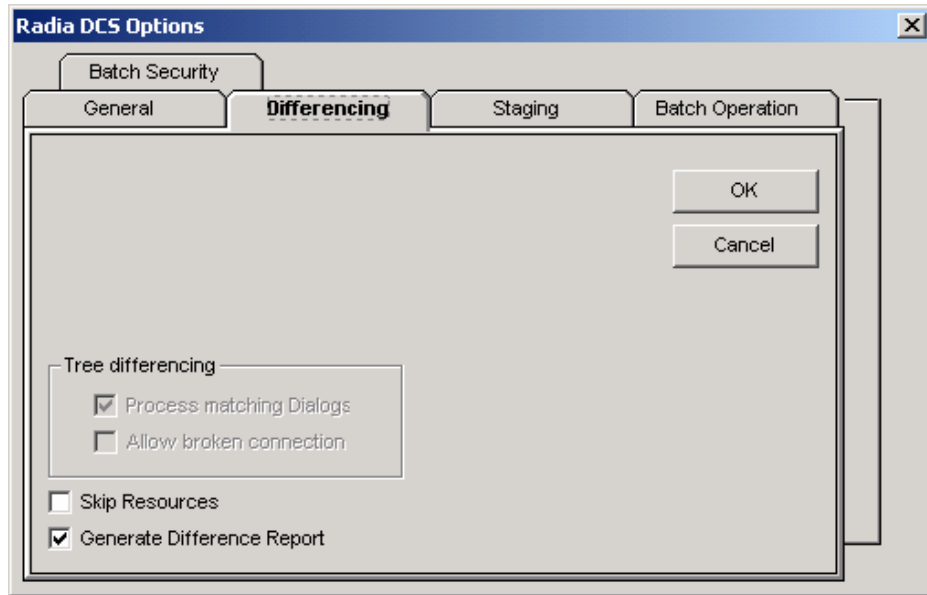 Radia DCS Options
Batch Security
General Differencing Staging Batch Operation
OK
Cancel
Tree differencing
Process matching Dialogs
Allow broken connection
Skip Resources
Generate Difference Report